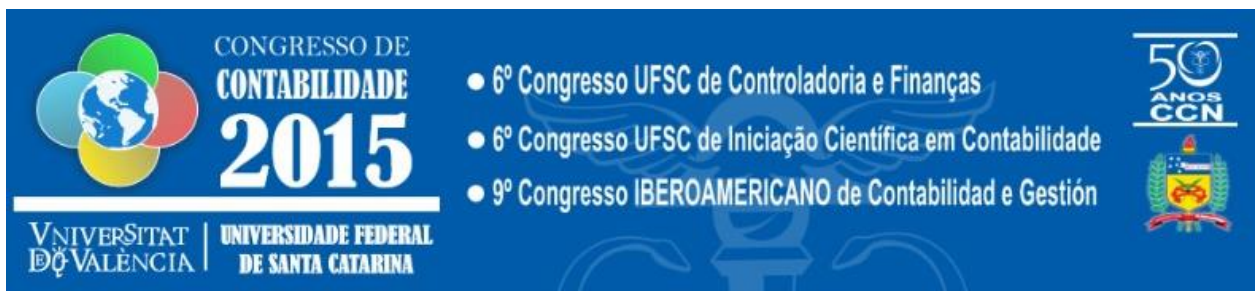 CONGRESSO DE
CONTABILIDADE
2015
VNIVERSITAT
ID Q̈ VALÈNCIA
UNIVERSIDADE FEDERAL
DE SANTA CATARINA
● 6º Congresso UFSC de Controladoria e Finanças
● 6º Congresso UFSC de Iniciação Científica em Contabilidade
● 9º Congresso IBEROAMERICANO de Contabilidad e Gestión
50
ANOS
CCN